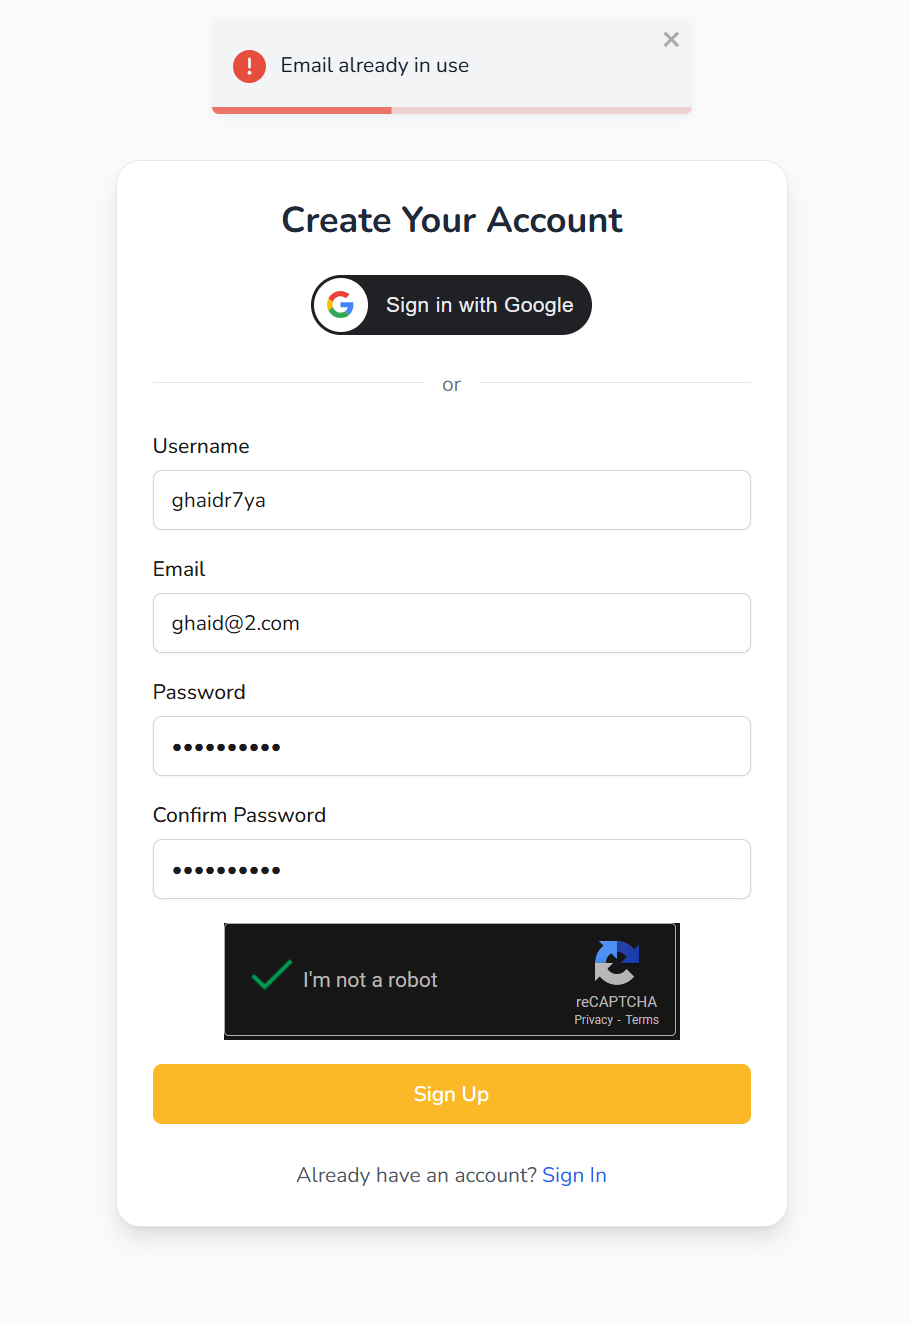 Email already in use
Create Your Account
Sign in with Google
or
Username
ghaidr7ya
Email
ghaid@2.com
Password
••••••••••
Confirm Password
••••••••••
I'm not a robot
reCAPTCHA
Privacy - Terms
Sign Up
Already have an account? Sign In